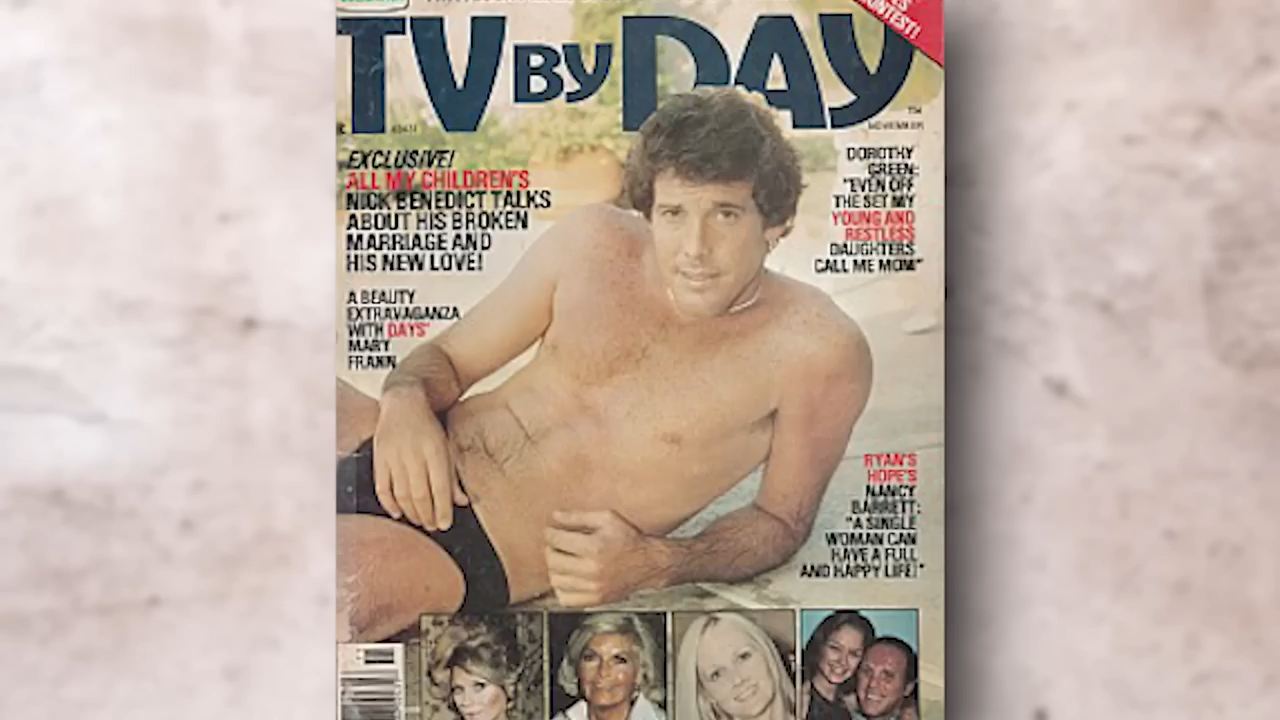 CONTEST!
TV BY DAY
NOVEMBER
EXCLUSIVE!
ALL MY CHILDREN'S
NICK BENEDICT TALKS
ABOUT HIS BROKEN
MARRIAGE AND
HIS NEW LOVE!
A BEAUTY
EXTRAVAGANZA
WITH DAYS'
MARY
FRANN
DOROTHY
GREEN:
"EVEN OFF
THE SET MY
YOUNG AND
RESTLESS
DAUGHTERS
CALL ME MOM"
RYAN'S
HOPE'S
NANCY
BARRETT:
"A SINGLE
WOMAN CAN
HAVE A FULL
AND HAPPY LIFE!"